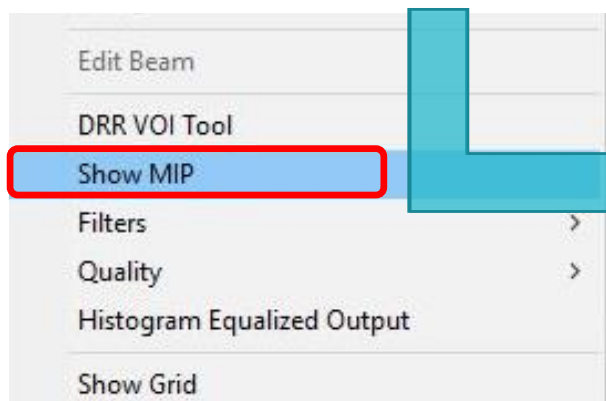 Edit Beam
DRR VOI Tool
Show MIP
Filters
Quality
Histogram Equalized Output
Show Grid